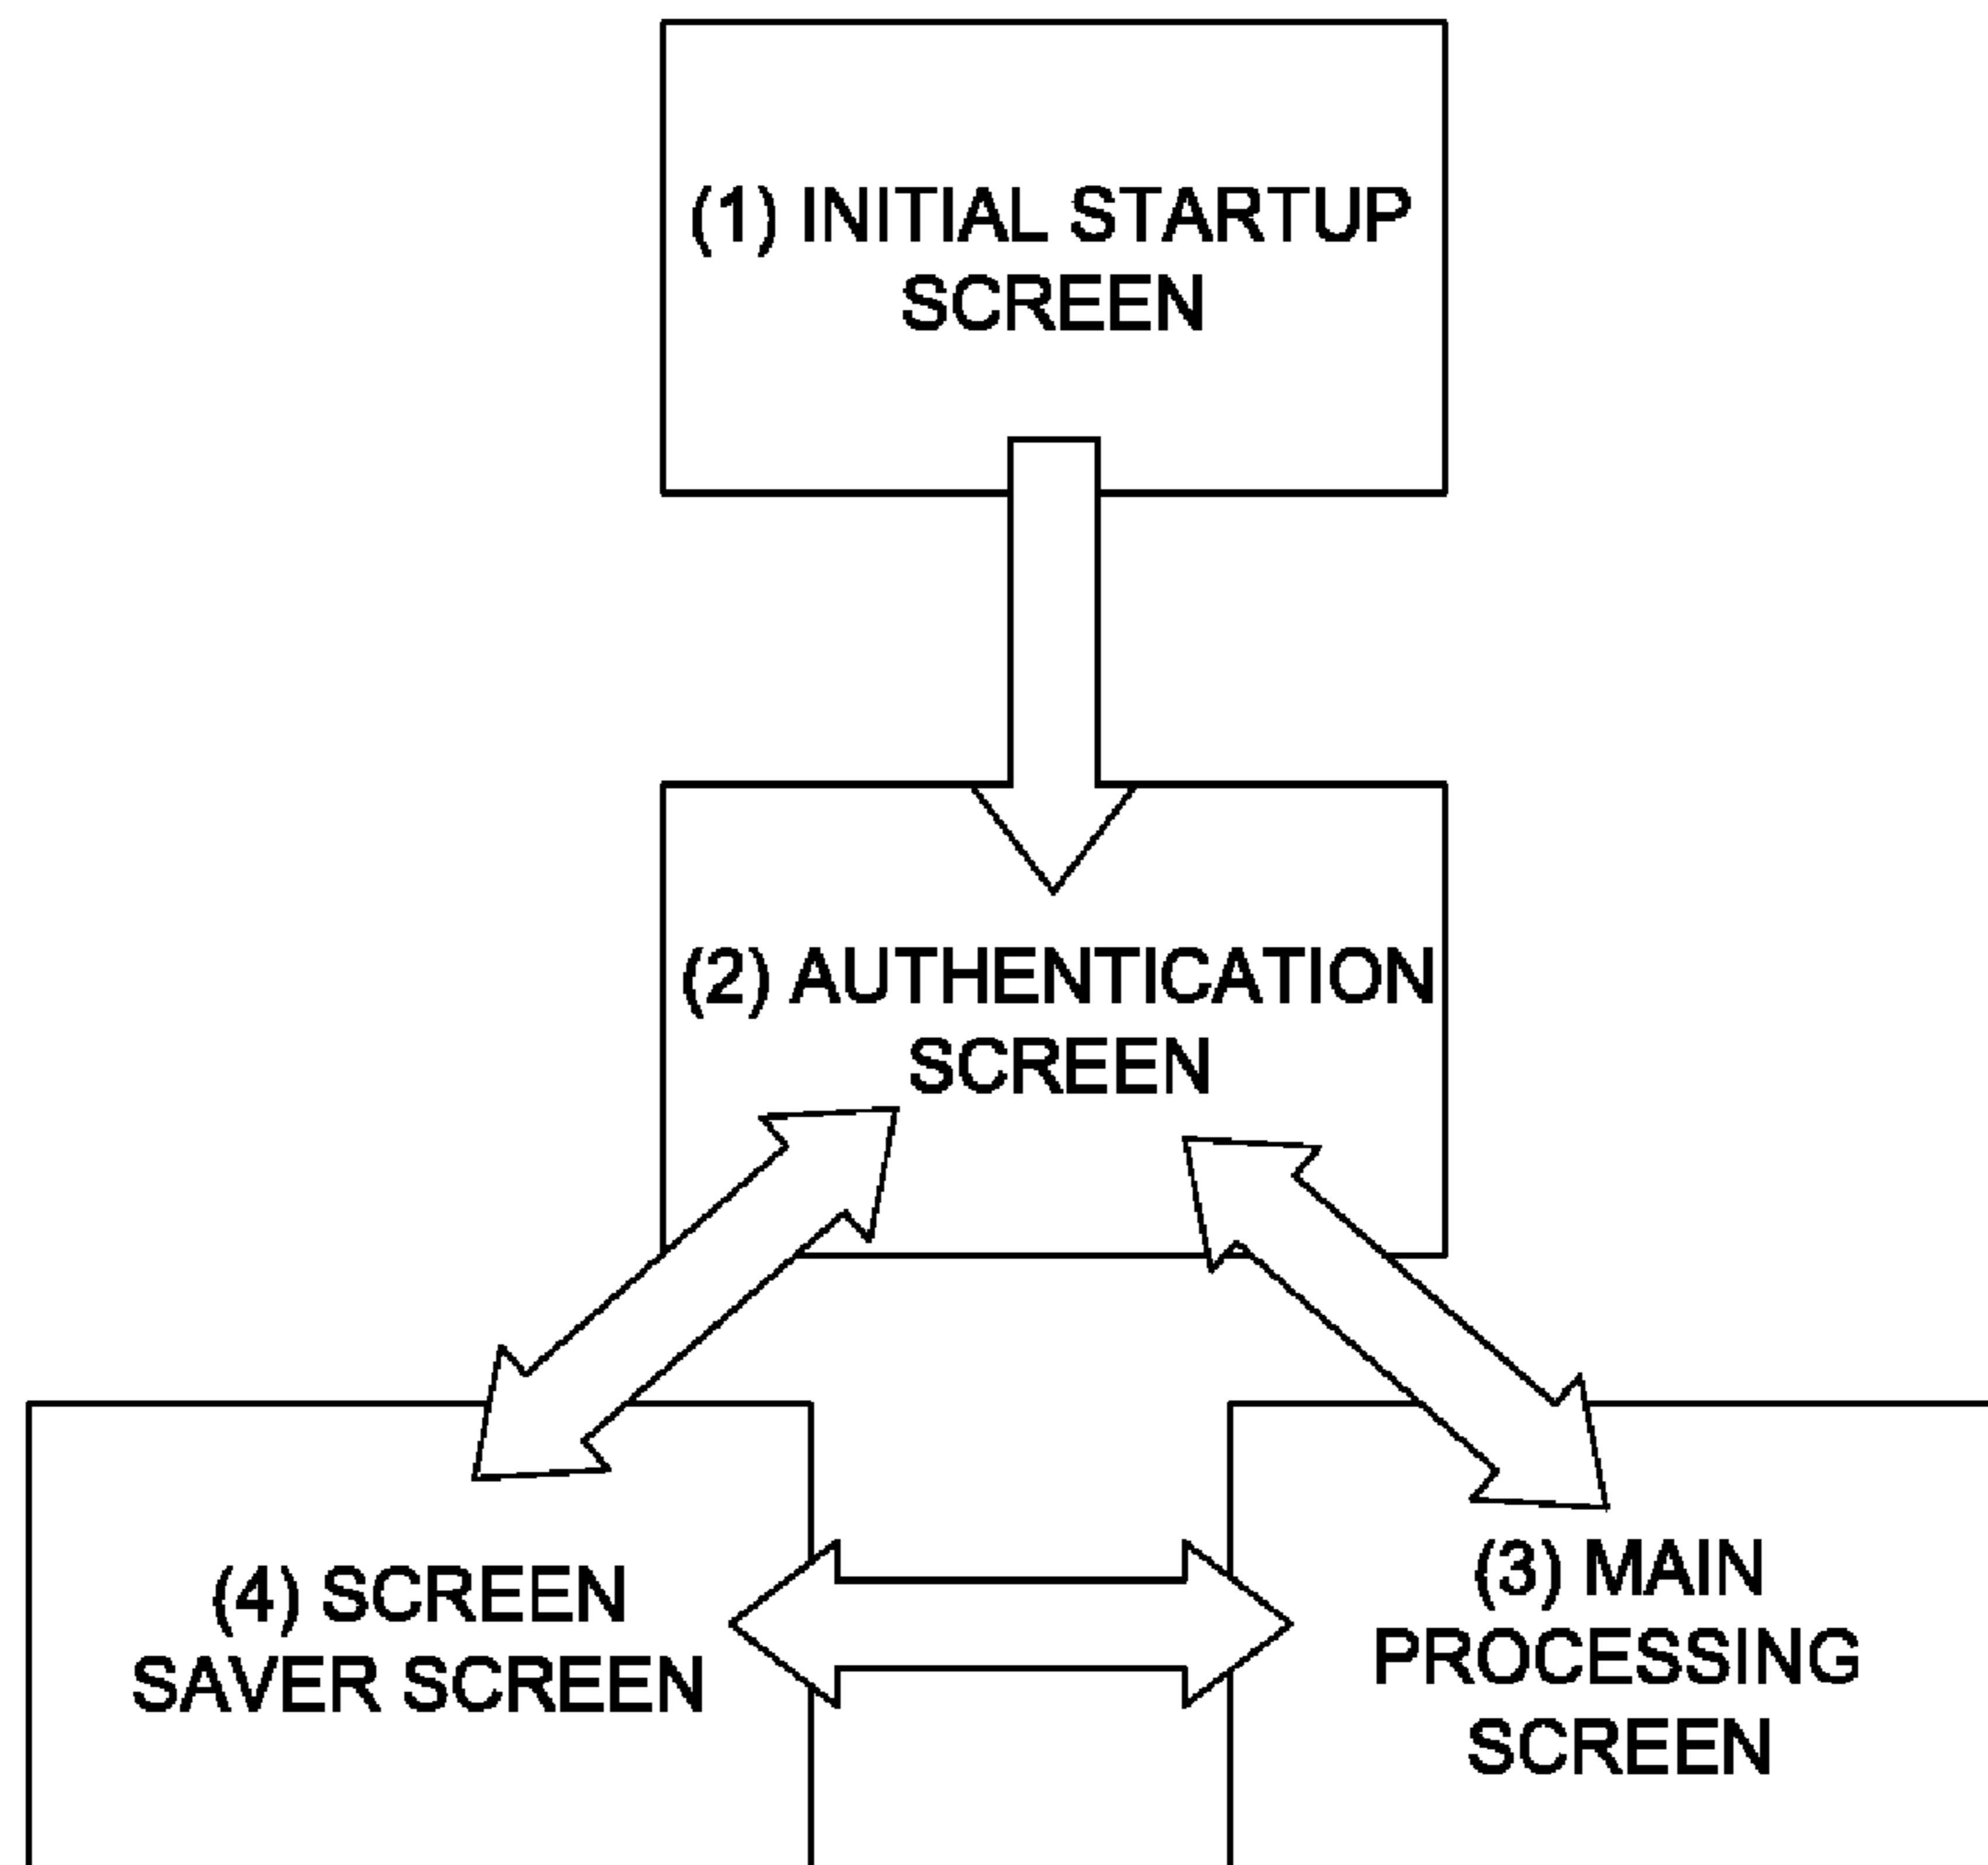 (1) INITIAL STARTUP
SCREEN
(2) AUTHENTICATION
SCREEN
(4) SCREEN
SAVER SCREEN
(3) MAIN
PROCESSING
SCREEN